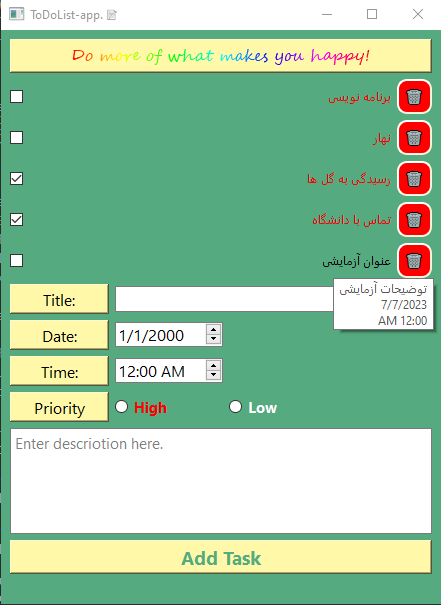 ToDoList-app.
Do more of what makes you happy!
برنامه نویسی
نهار
رسیدگی به گل ها
تماس با دانشگاه
عنوان آزمایشی
توضیحات آزمایشی
7/7/2023
12:00 AM
Title:
Date:
1/1/2000
Time:
12:00 AM
Priority
High
Low
Enter descriotion here.
Add Task